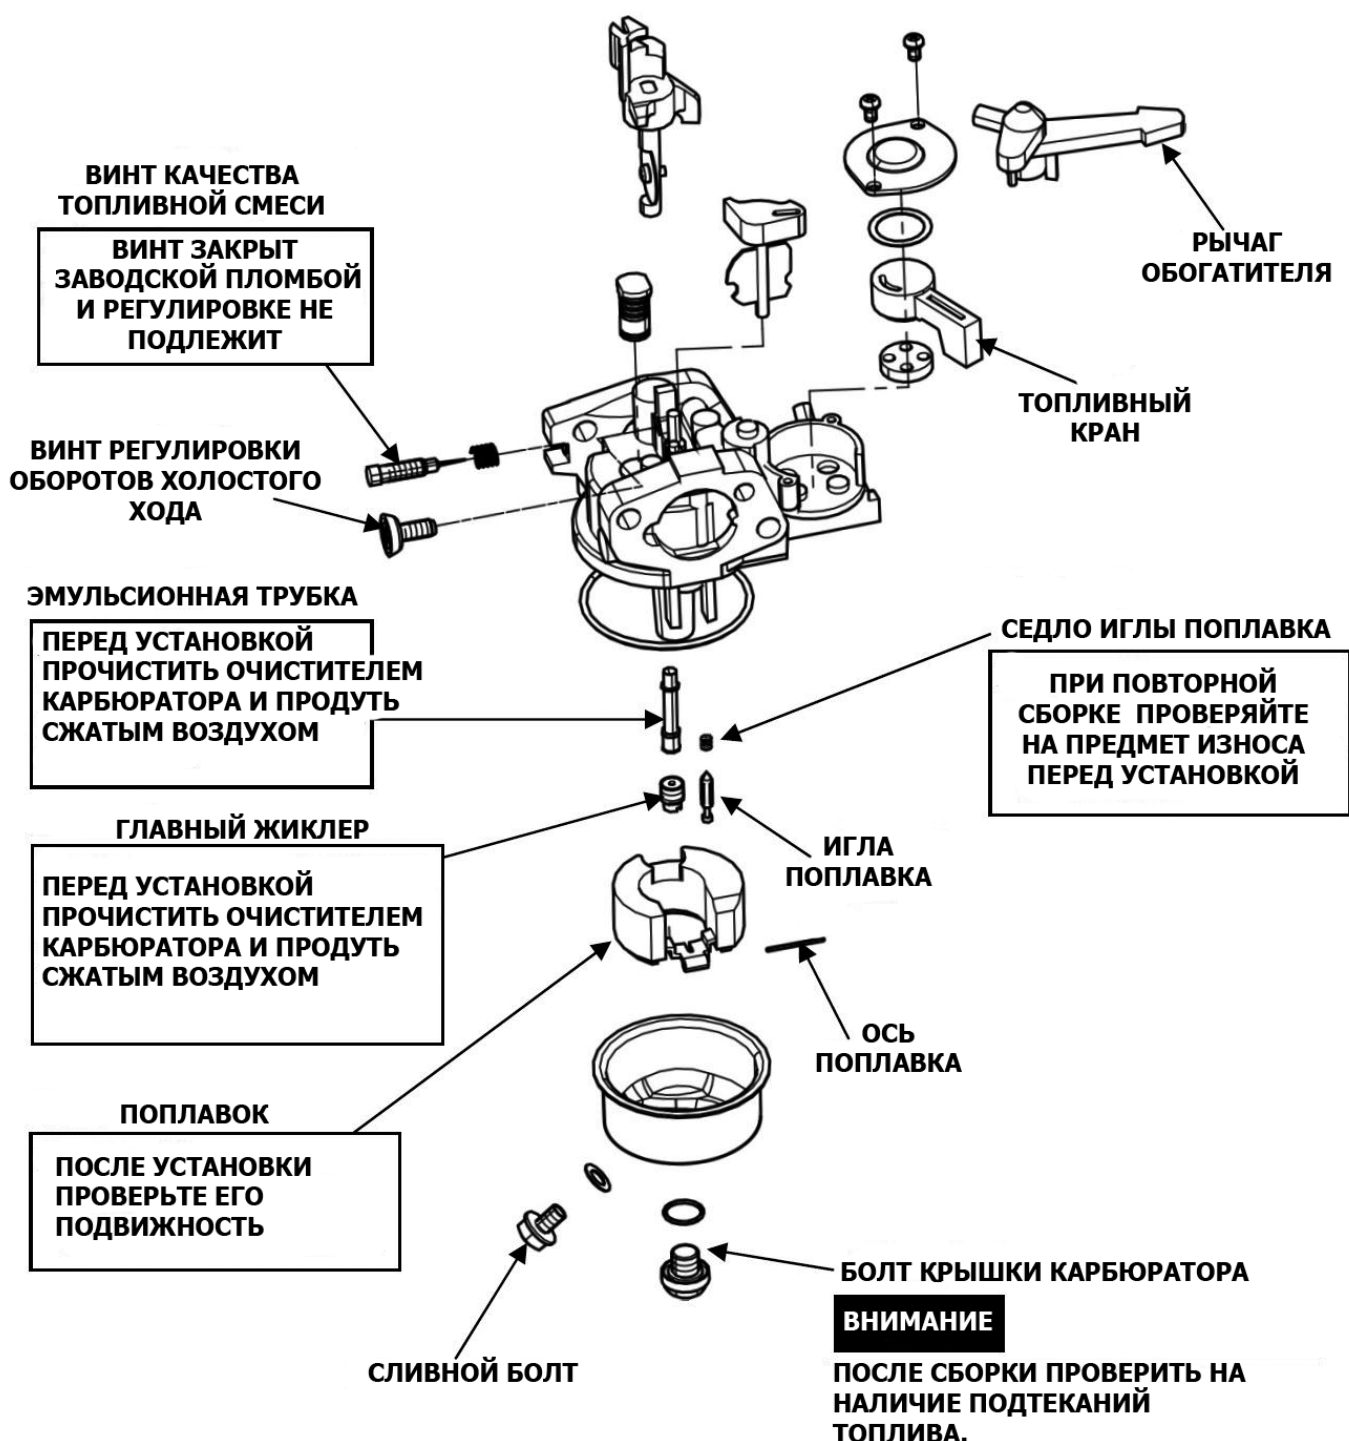 ВИНТ КАЧЕСТВА
ТОПЛИВНОЙ СМЕСИ
ВИНТ ЗАКРЫТ
ЗАВОДСКОЙ ПЛОМБОЙ
И РЕГУЛИРОВКЕ НЕ
ПОДЛЕЖИТ
РЫЧАГ
ОБОГАТИТЕЛЯ
ТОПЛИВНЫЙ
КРАН
ВИНТ РЕГУЛИРОВКИ
ОБОРОТОВ ХОЛОСТОГО
ХОДА
ЭМУЛЬСИОННАЯ ТРУБКА
ПЕРЕД УСТАНОВКОЙ
ПРОЧИСТИТЬ ОЧИСТИТЕЛЕМ
КАРБЮРАТОРА И ПРОДУТЬ
СЖАТЫМ ВОЗДУХОМ
СЕДЛО ИГЛЫ ПОПЛАВКА
ПРИ ПОВТОРНОЙ
СБОРКЕ ПРОВЕРЯЙТЕ
НА ПРЕДМЕТ ИЗНОСА
ПЕРЕД УСТАНОВКОЙ
ГЛАВНЫЙ ЖИКЛЕР
ПЕРЕД УСТАНОВКОЙ
ПРОЧИСТИТЬ ОЧИСТИТЕЛЕМ
КАРБЮРАТОРА И ПРОДУТЬ
СЖАТЫМ ВОЗДУХОМ
ИГЛА
ПОПЛАВКА
ОСЬ
ПОПЛАВКА
ПОПЛАВОК
ПОСЛЕ УСТАНОВКИ
ПРОВЕРЬТЕ ЕГО
ПОДВИЖНОСТЬ
СЛИВНОЙ БОЛТ
БОЛТ КРЫШКИ КАРБЮРАТОРА
ВНИМАНИЕ
ПОСЛЕ СБОРКИ ПРОВЕРИТЬ НА
НАЛИЧИЕ ПОДТЕКАНИЙ
ТОПЛИВА.